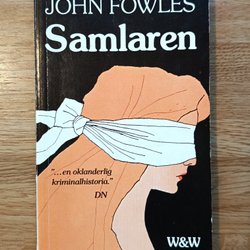 JOHN FOWLES
Samlaren
"...en oklanderlig
kriminalhistoria."
DN
W&W